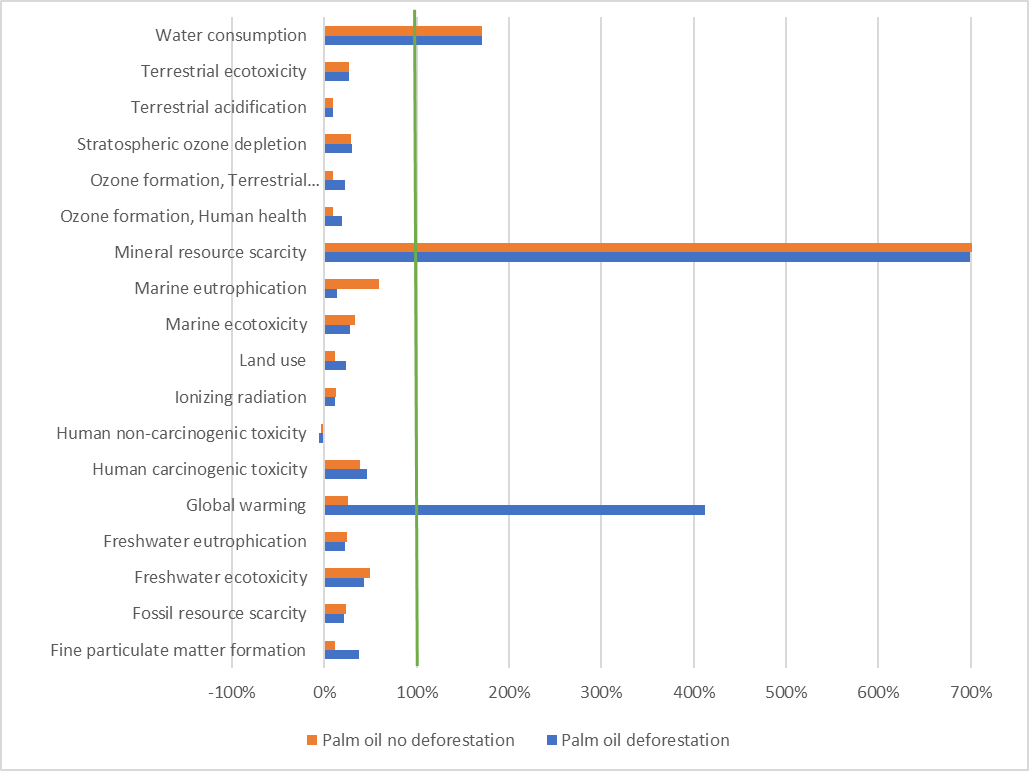 Water consumption
Terrestrial ecotoxicity
Terrestrial acidification
Stratospheric ozone depletion
Ozone formation, Terrestrial...
Ozone formation, Human health
Mineral resource scarcity
Marine eutrophication
Marine ecotoxicity
Land use
Ionizing radiation
Human non-carcinogenic toxicity
Human carcinogenic toxicity
Global warming
Freshwater eutrophication
Freshwater ecotoxicity
Fossil resource scarcity
Fine particulate matter formation
-100% 0% 100% 200% 300% 400% 500% 600% 700%
Palm oil no deforestation Palm oil deforestation